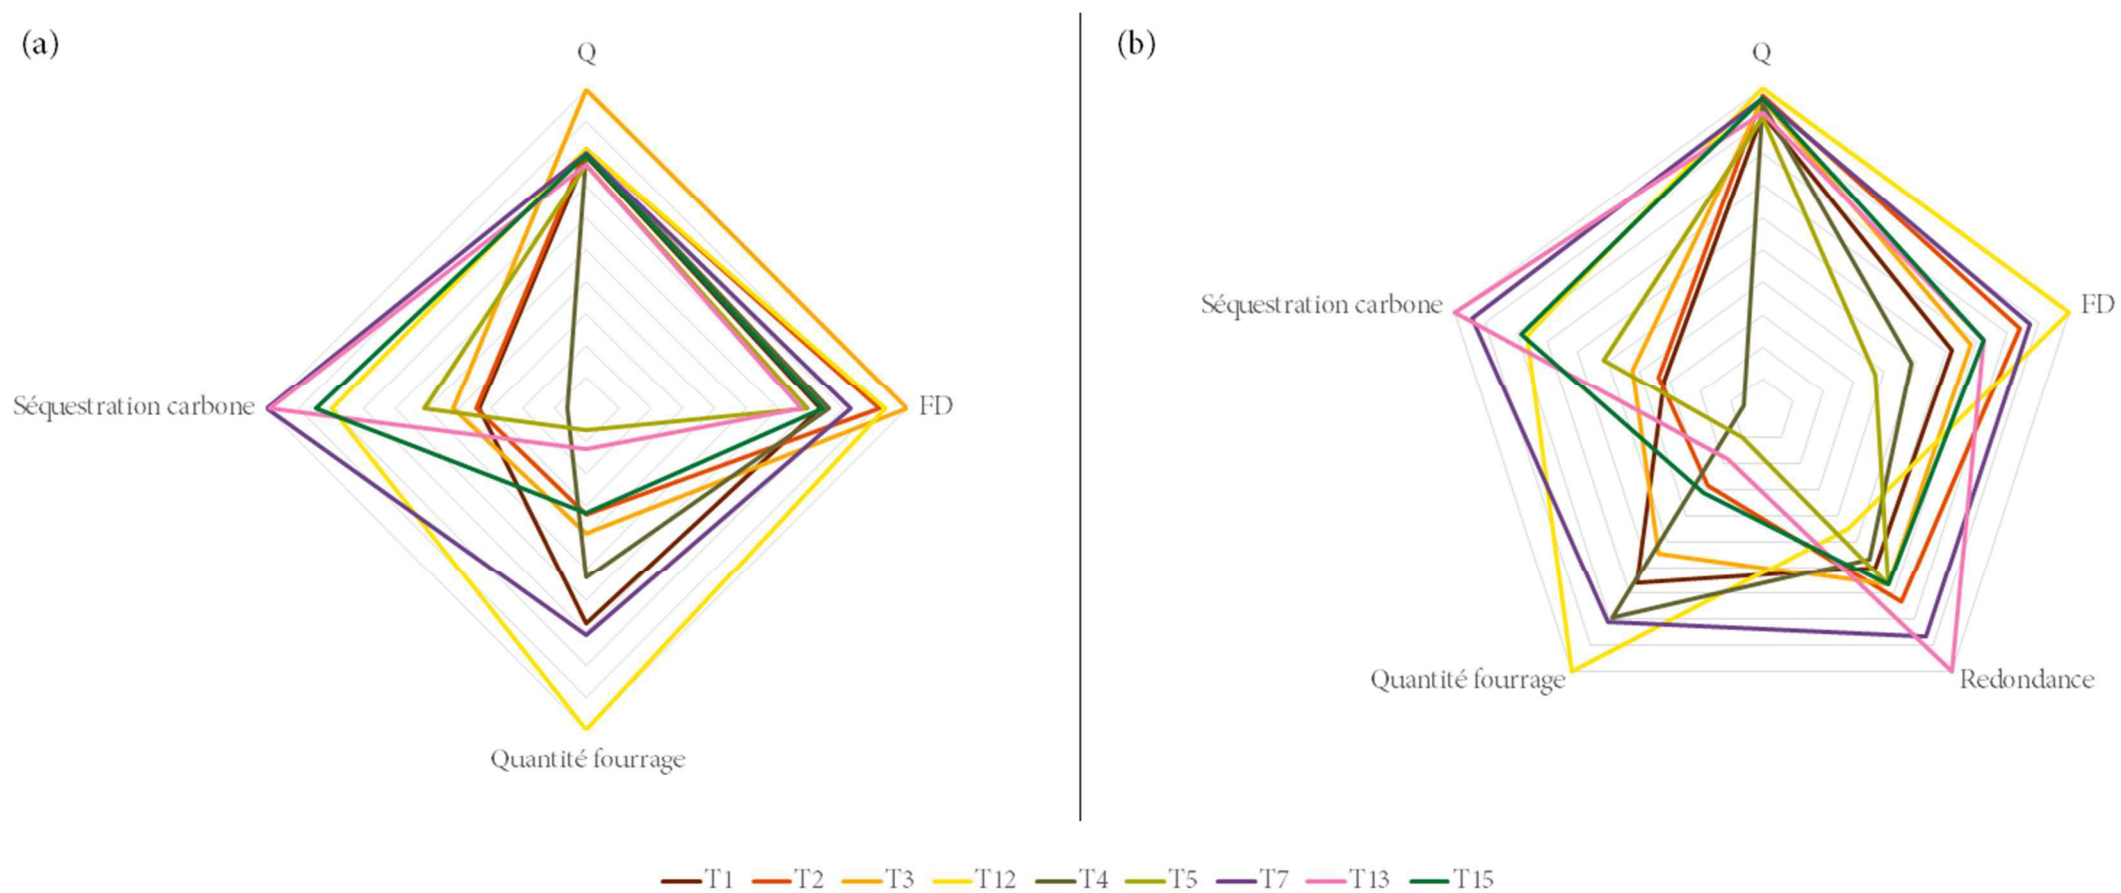 (a)
Q
Séquestration carbone
FD
Quantité fourrage
(b)
Q
Séquestration carbone
FD
Quantité fourrage
Redondance
T1 T2 T3 T12 T4 T5 T7 T13 T15